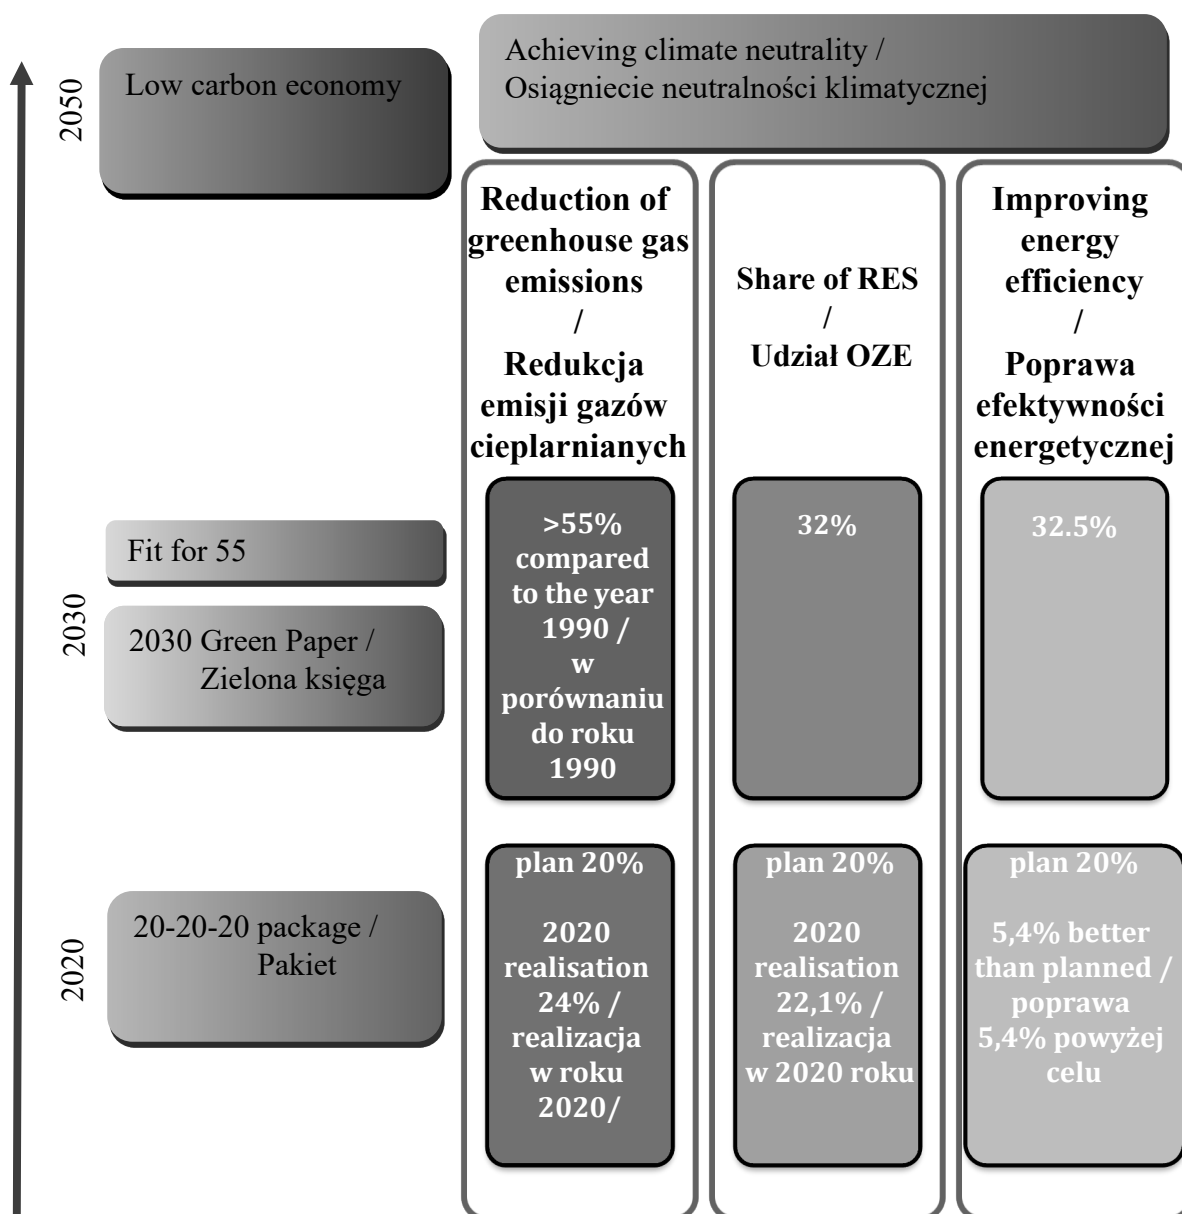 2050
Low carbon economy
Achieving climate neutrality /
Osiągniecie neutralności klimatycznej
Reduction of
greenhouse gas
emissions
/
Redukcja
emisji gazów
cieplarnianych
Share of RES
/
Udział OZE
Improving
energy
efficiency
/
Poprawa
efektywności
energetycznej
2030
Fit for 55
2030 Green Paper /
Zielona księga
>55%
compared
to the year
1990 /
w
porównaniu
do roku
1990
32%
32.5%
2020
20-20-20 package /
Pakiet
plan 20%
2020
realisation
24% /
realizacja
w roku
2020/
plan 20%
2020
realisation
22,1% /
realizacja
w 2020 roku
plan 20%
5,4% better
than planned /
poprawa
5,4% powyżej
celu